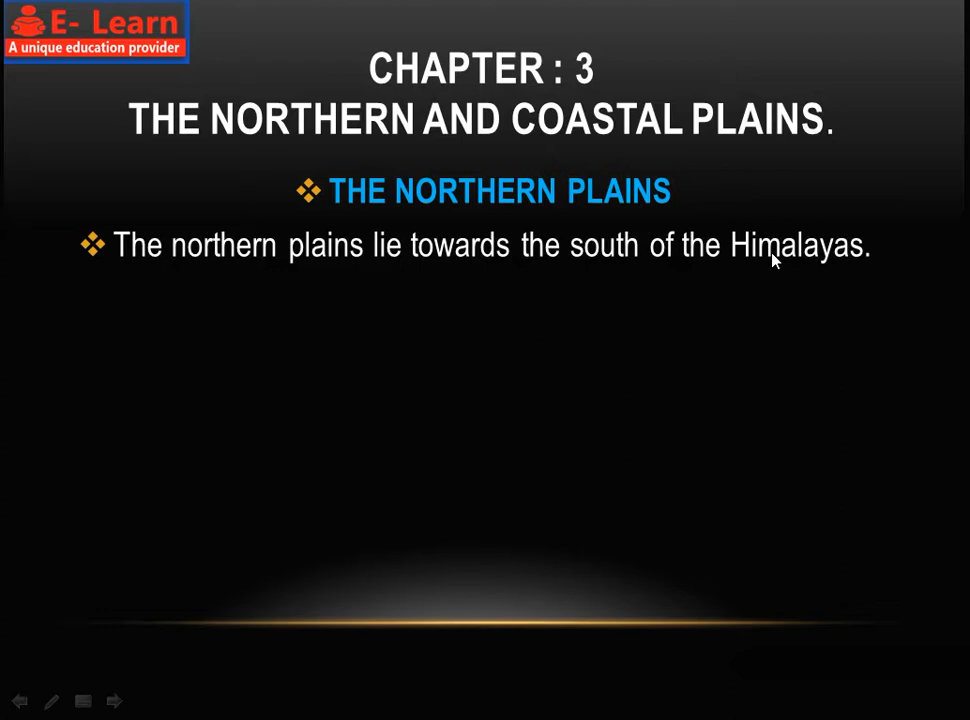 E- Learn
A unique education provider
CHAPTER : 3
THE NORTHERN AND COASTAL PLAINS.
THE NORTHERN PLAINS
The northern plains lie towards the south of the Himalayas.